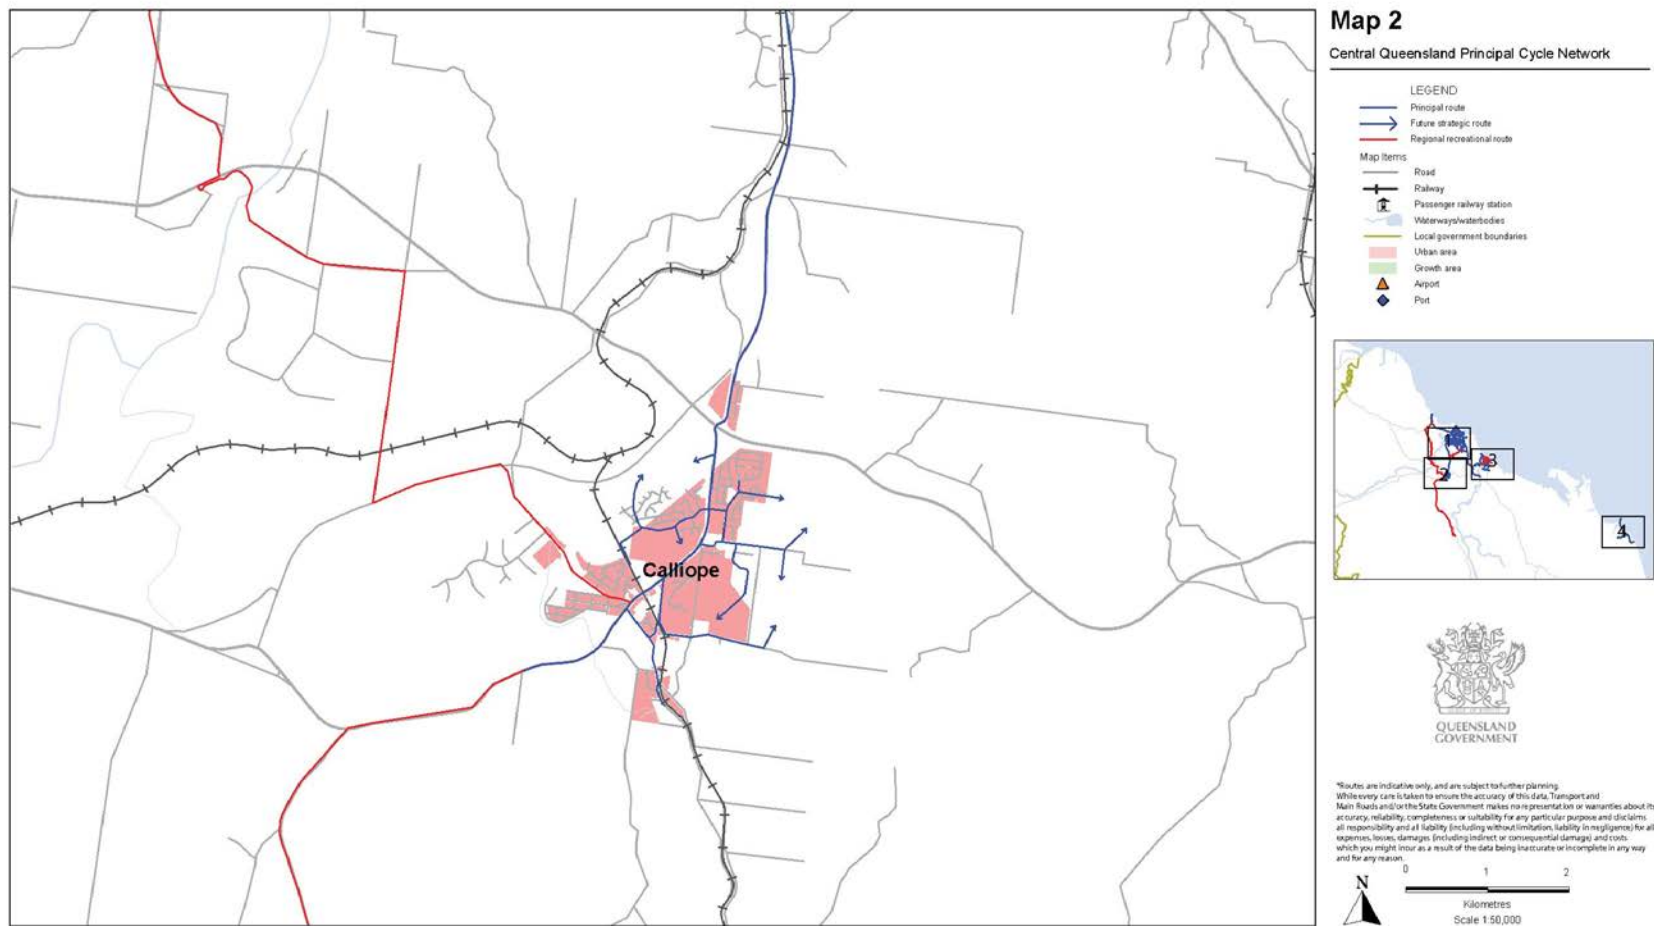 Map 2
Central Queensland Principal Cycle Network
LEGEND
Principal route
Future strategic route
Regional recreational route
Map Items
Road
Railway
Passenger railway station
Waterways/waterbodies
Local government boundaries
Urban area
Growth area
Airport
Port
Calliope
1
2
3
4
QUEENSLAND
GOVERNMENT
*Routes are indicative only, and are subject to further planning.
While every care is taken to ensure the accuracy of this data, Transport and
Main Roads and/or the State Government makes no representation or warranties about its
accuracy, reliability, completeness or suitability for any particular purpose and disclaims
all responsibility and all liability (including without limitation, liability in negligence) for all
expenses, losses, damages (including indirect or consequential damage) and costs
which you might incur as a result of the data being inaccurate or incomplete in any way
and for any reason.
N
0 1 2
Kilometres
Scale 1:50,000